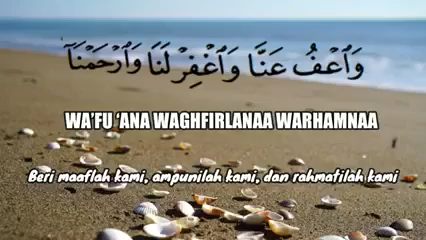 وَٱعْفُ عَنَّا وَٱغْفِرْ لَنَا وَٱرْحَمْنَآ
WA'FU 'ANA WAGHFIRLANAA WARHAMNAA
Beri maaflah kami, ampunilah kami, dan rahmatilah kami